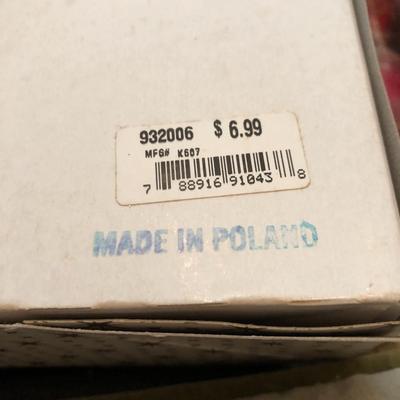 932006 $ 6.99
MFG# K607
7 88916 91043 8
MADE IN POLAND